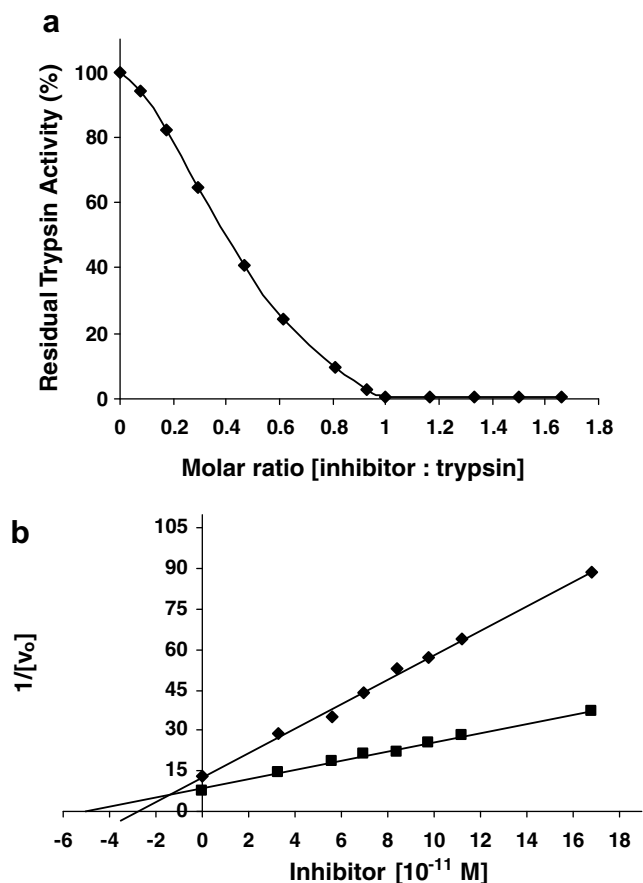 a
Residual Trypsin Activity (%)
100
80
60
40
20
0
0 0.2 0.4 0.6 0.8 1 1.2 1.4 1.6 1.8
Molar ratio [inhibitor : trypsin]
b
1/[vo]
105
90
75
60
45
30
15
0
-6 -4 -2 0 2 4 6 8 10 12 14 16 18
Inhibitor [10⁻¹¹ M]